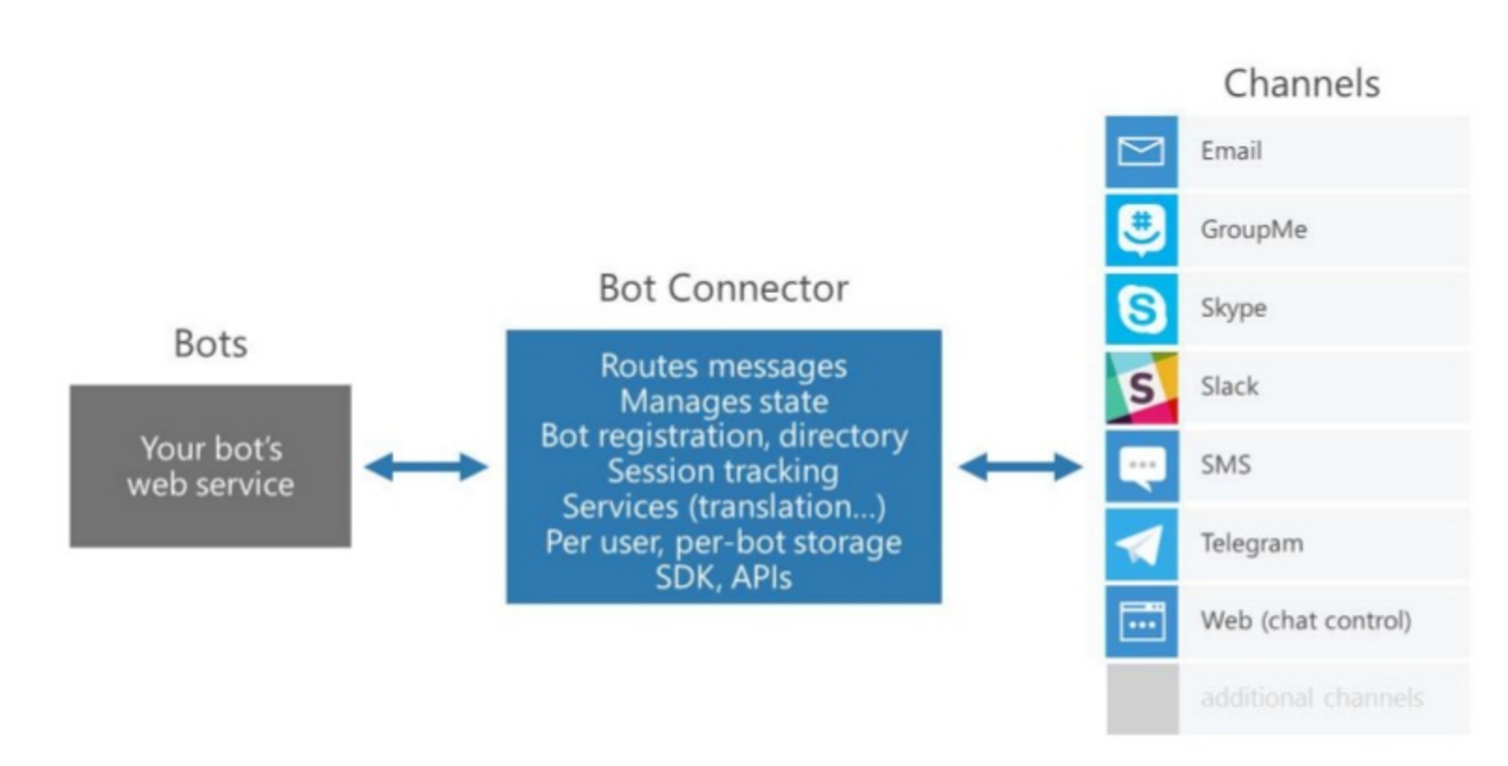 Bots
Your bot's
web service
Bot Connector
Routes messages
Manages state
Bot registration, directory
Session tracking
Services (translation...)
Per user, per-bot storage
SDK, APIs
Channels
Email
GroupMe
Skype
Slack
SMS
Telegram
Web (chat control)
additional channels